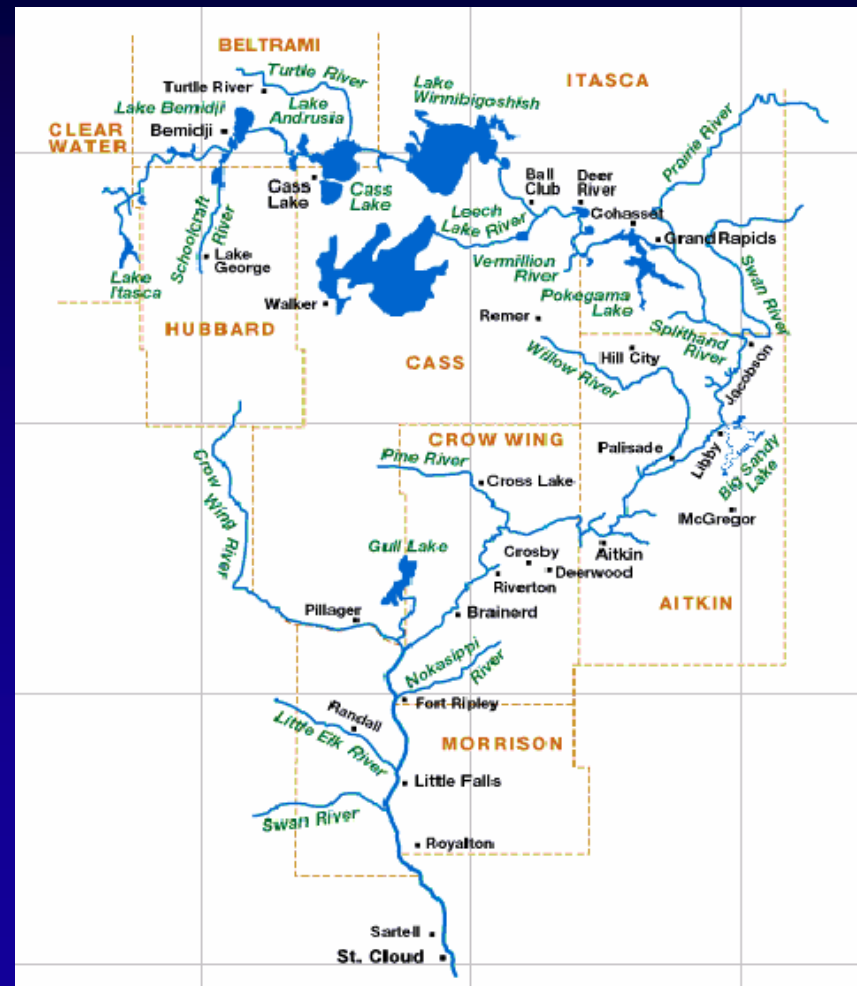 BELTRAMI
Turtle River
Turtle River
Lake
Winnibigoshish
ITASCA
Lake Bemidji
Lake
Andrusia
Prairie River
CLEAR
WATER
Bemidji
Cass
Lake
Cass
Lake
Ball
Club
Deer
River
Cohasset
Schoolcraft
River
Leech
Lake River
Grand Rapids
Lake
George
Vermillion
River
Swan River
Lake
Itasca
Walker
Pokegama
Lake
Remer
HUBBARD
Splithand
River
CASS
Willow River
Hill City
Jacobson
CROW WING
Palisade
Libby
Big Sandy
Lake
Crow
Wing
River
Pine River
Cross Lake
McGregor
Gull Lake
Crosby
Aitkin
Deerwood
Riverton
AITKIN
Pillager
Brainerd
Nokasippi
River
Fort Ripley
Randall
Little Elk River
MORRISON
Little Falls
Swan River
Royalton
Sartell
St. Cloud